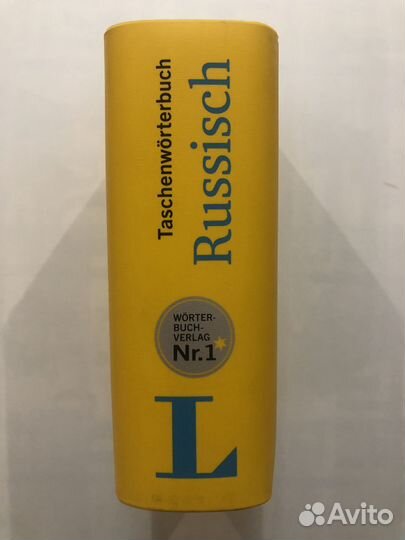 Taschenwörterbuch
Russisch
WÖRTER-
BUCH-
VERLAG
Nr.1
L
Avito